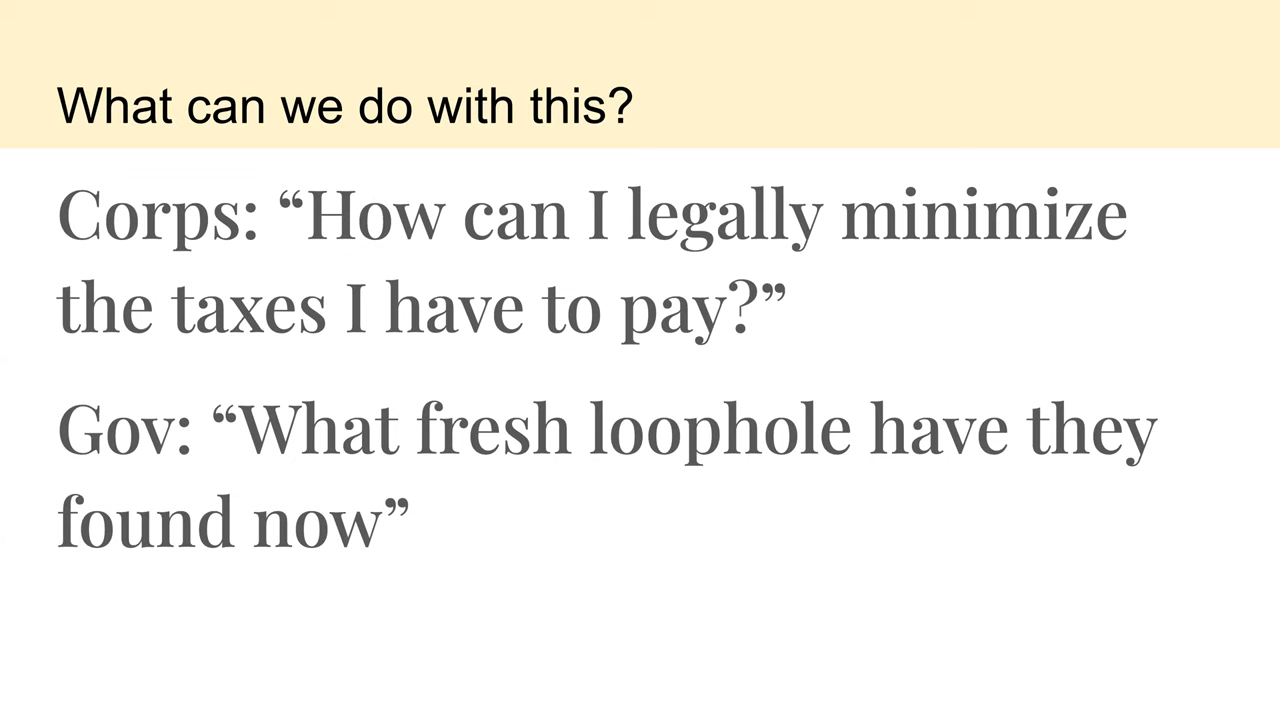 What can we do with this?
Corps: “How can I legally minimize
the taxes I have to pay?”
Gov: “What fresh loophole have they
found now”